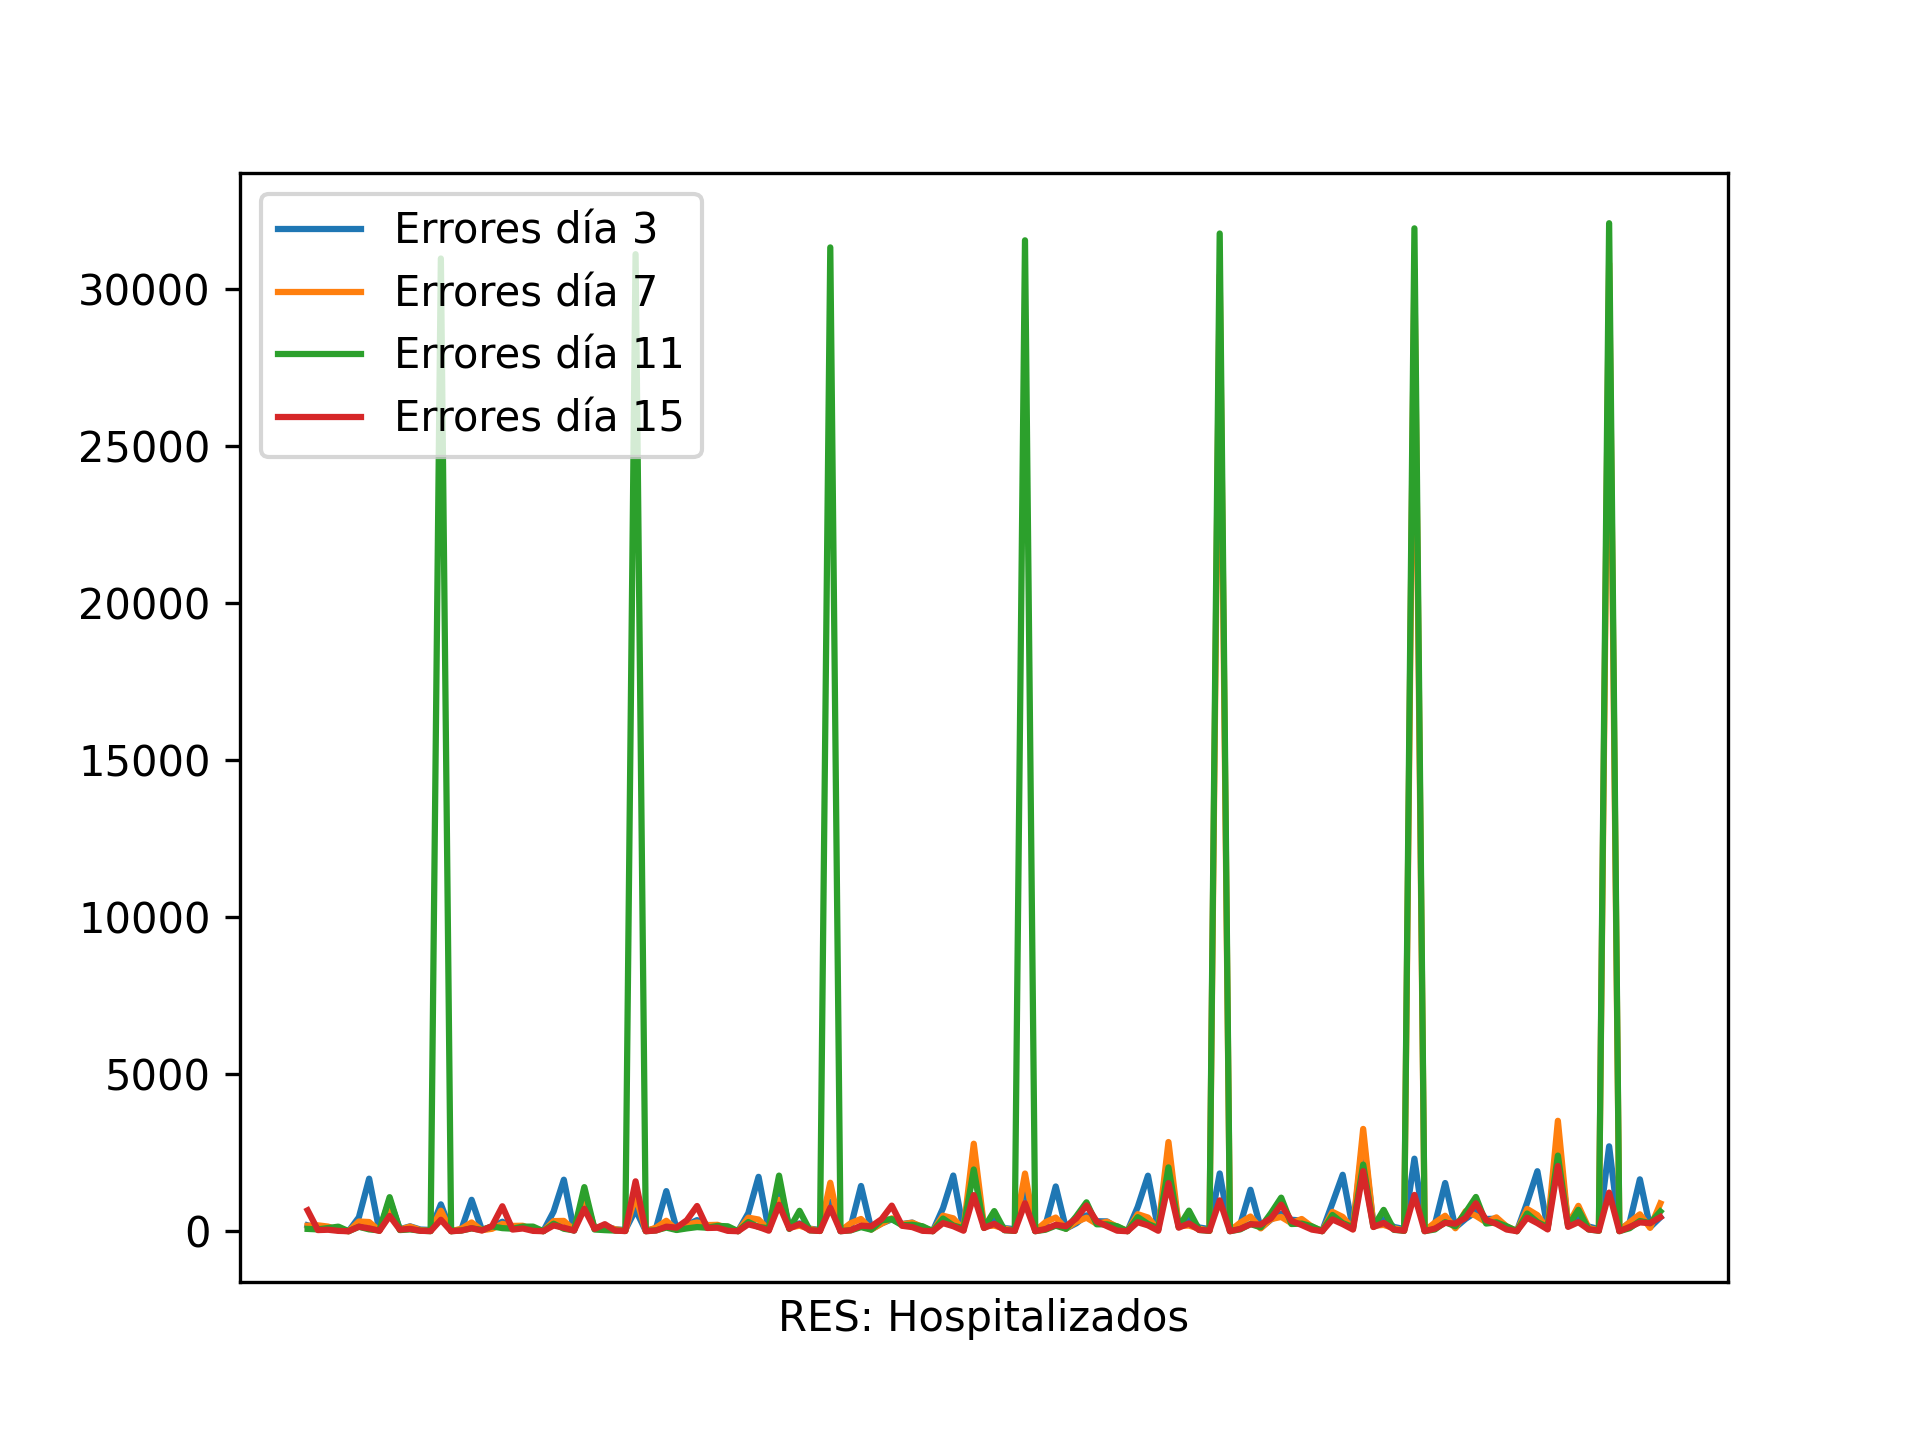 Errores día 3
Errores día 7
Errores día 11
Errores día 15
30000
25000
20000
15000
10000
5000
0
RES: Hospitalizados